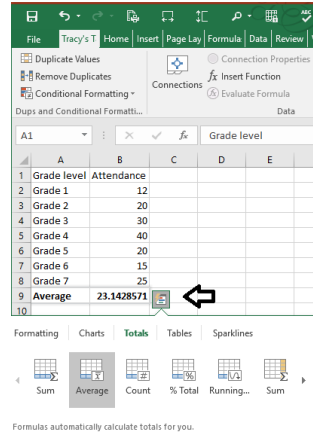 ABC
File Tracy's T Home Insert Page Lay Formula Data Review
Duplicate Values
Remove Duplicates
Conditional Formatting
Dups and Conditional Formatti...
Connections
Connection Properties
fx Insert Function
Evaluate Formula
Data
A1 fx Grade level
A B C D E
1 Grade level Attendance
2 Grade 1 12
3 Grade 2 20
4 Grade 3 30
5 Grade 4 40
6 Grade 5 20
7 Grade 6 15
8 Grade 7 25
9 Average 23.1428571
10
Formatting Charts Totals Tables Sparklines
Sum Average Count % Total Running... Sum
Formulas automatically calculate totals for you.